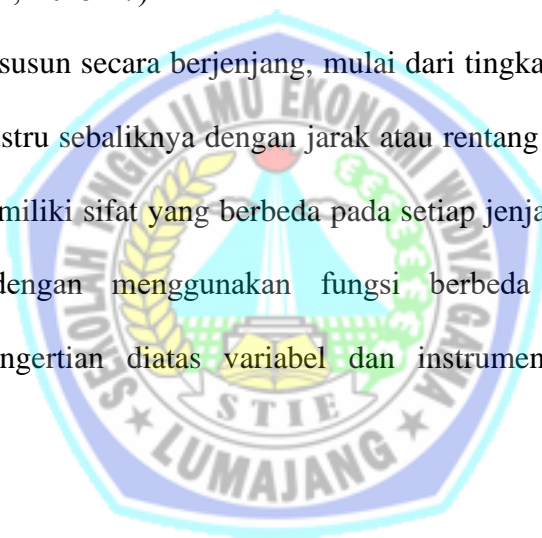 susun secara berjenjang, mulai dari tingka
stru sebaliknya dengan jarak atau rentang
miliki sifat yang berbeda pada setiap jenja
dengan menggunakan fungsi berbeda
ngertian diatas variabel dan instrumen
SEKOLAH TINGGI ILMU EKONOMI WIDYA GAMA
STIE
LUMAJANG